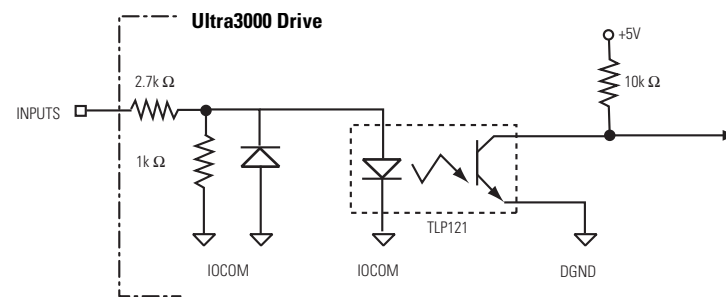 Ultra3000 Drive
+5V
2.7k Ω
10k Ω
INPUTS
1k Ω
TLP121
IOCOM
IOCOM
DGND